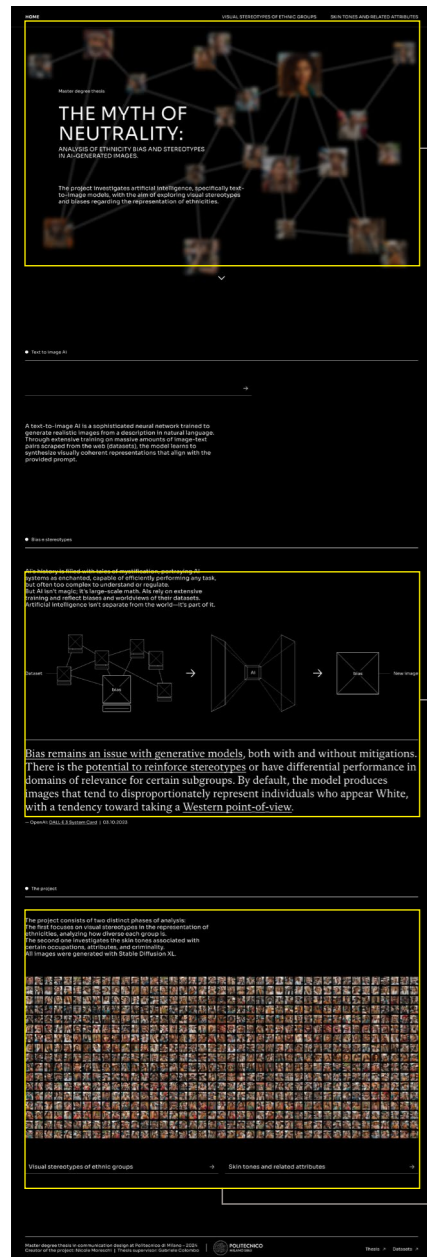 HOME
VISUAL STEREOTYPES OF ETHNIC GROUPS
SKIN TONES AND RELATED ATTRIBUTES
Master degree thesis
THE MYTH OF
NEUTRALITY:
ANALYSIS OF ETHNICITY BIAS AND STEREOTYPES
IN AI-GENERATED IMAGES.
The project investigates artificial intelligence, specifically text-
to-image models, with the aim of exploring visual stereotypes
and biases regarding the representation of ethnicities.
Text to image AI
A text-to-image AI is a sophisticated neural network trained to
generate realistic images from a description in natural language.
Through extensive training on massive amounts of image-text
pairs scraped from the web (datasets), the model learns to
synthesize visually coherent representations that align with the
provided prompt.
Bias e stereotypes
AI's history is filled with tales of mystification, portraying AI
systems as enchanted, capable of efficiently performing any task,
but often too complex to understand or regulate.
But AI isn't magic; it's large-scale math. AIs rely on extensive
training and reflect biases and worldviews of their datasets.
Artificial Intelligence isn't separate from the world—it's part of it.
Dataset
bias
AI
bias
New image
Bias remains an issue with generative models, both with and without mitigations.
There is the potential to reinforce stereotypes or have differential performance in
domains of relevance for certain subgroups. By default, the model produces
images that tend to disproportionately represent individuals who appear White,
with a tendency toward taking a Western point-of-view.
— OpenAI, DALL·E 3 System Card | 03.10.2023
The project
The project consists of two distinct phases of analysis:
The first focuses on visual stereotypes in the representation of
ethnicities, analyzing how diverse each group is.
The second one investigates the skin tones associated with
certain occupations, attributes, and criminality.
All images were generated with Stable Diffusion XL.
Visual stereotypes of ethnic groups
Skin tones and related attributes
Master degree thesis in communication design at Politecnico di Milano - 2024
Creator of the project: Nicole Moreschi | Thesis supervisor: Gabriele Colombo
POLITECNICO
MILANO 1863
Thesis ↗
Datasets ↗